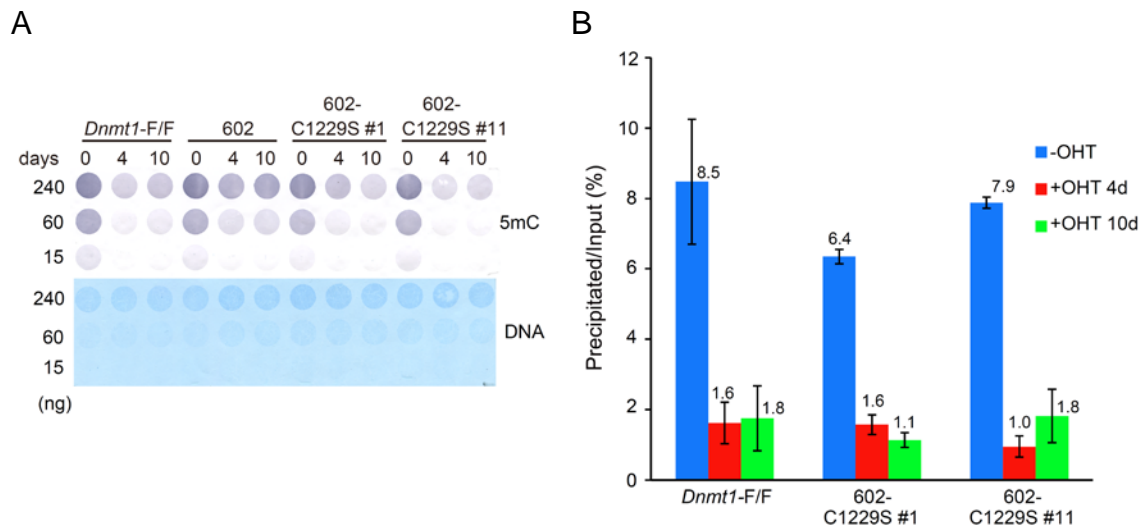 A
602-
602-
Dnmt1-F/F
602
C1229S #1
C1229S #11
days
0 4 10 0 4 10 0 4 10 0 4 10
240
60
5mC
15
240
60
DNA
15
(ng)
B
Precipitated/Input (%)
12
10
8
6
4
2
0
8.5
1.6
1.8
6.4
1.6
1.1
7.9
1.0
1.8
-OHT
+OHT 4d
+OHT 10d
Dnmt1-F/F
602-
C1229S #1
602-
C1229S #11